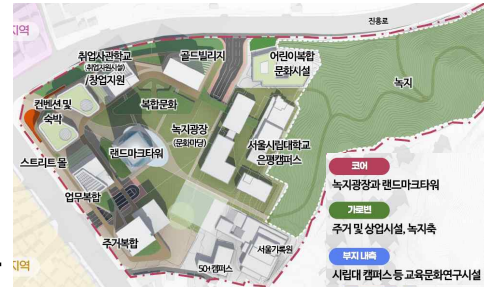 지역
진흥로
취업사관학교
(취업지원시설)
/창업지원
골드빌리지
어린이복합
문화시설
녹지
컨벤션 및
숙박
복합문화
녹지광장
(문화마당)
서울시립대학교
은평캠퍼스
스트리트 몰
랜드마크타워
업무복합
주거복합
50+캠퍼스
서울기록원
지역
코어
녹지광장과 랜드마크타워
가로변
주거 및 상업시설, 녹지축
부지 내측
시립대 캠퍼스 등 교육문화연구시설